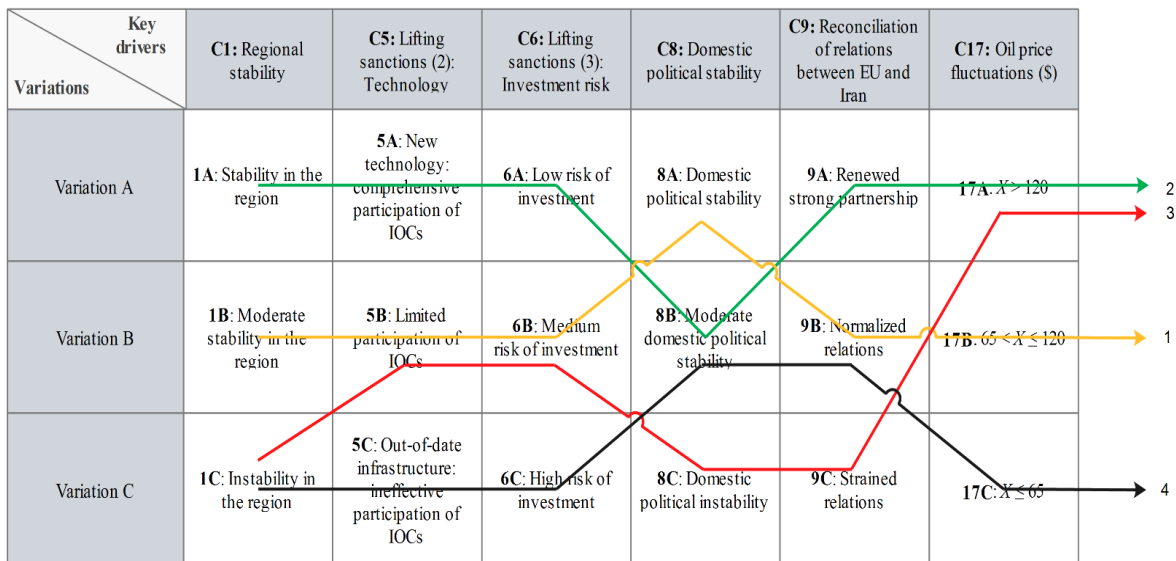 Key
drivers
Variations
C1: Regional
stability
C5: Lifting
sanctions (2):
Technology
C6: Lifting
sanctions (3):
Investment risk
C8: Domestic
political stability
C9: Reconciliation
of relations
between EU and
Iran
C17: Oil price
fluctuations ($)
Variation A
1A: Stability in the
region
5A: New
technology:
comprehensive
participation of
IOCs
6A: Low risk of
investment
8A: Domestic
political stability
9A: Renewed
strong partnership
17A: X > 120
2
3
Variation B
1B: Moderate
stability in the
region
5B: Limited
participation of
IOCs
6B: Medium
risk of investment
8B: Moderate
domestic political
stability
9B: Normalized
relations
17B: 65 < X ≤ 120
1
Variation C
1C: Instability in
the region
5C: Out-of-date
infrastructure:
ineffective
participation of
IOCs
6C: High risk of
investment
8C: Domestic
political instability
9C: Strained
relations
17C: X ≤ 65
4